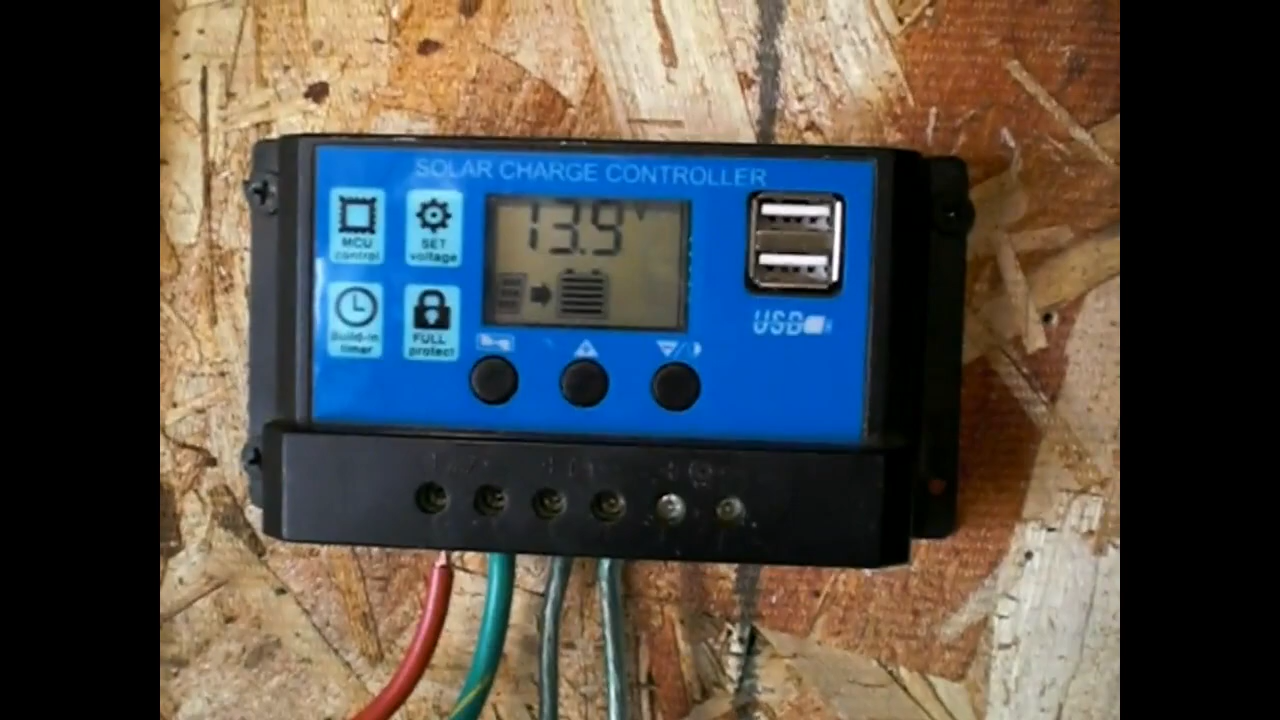 SOLAR CHARGE CONTROLLER
MCU
control
SET
voltage
13.9 V
Build-in
timer
FULL
protect
USB